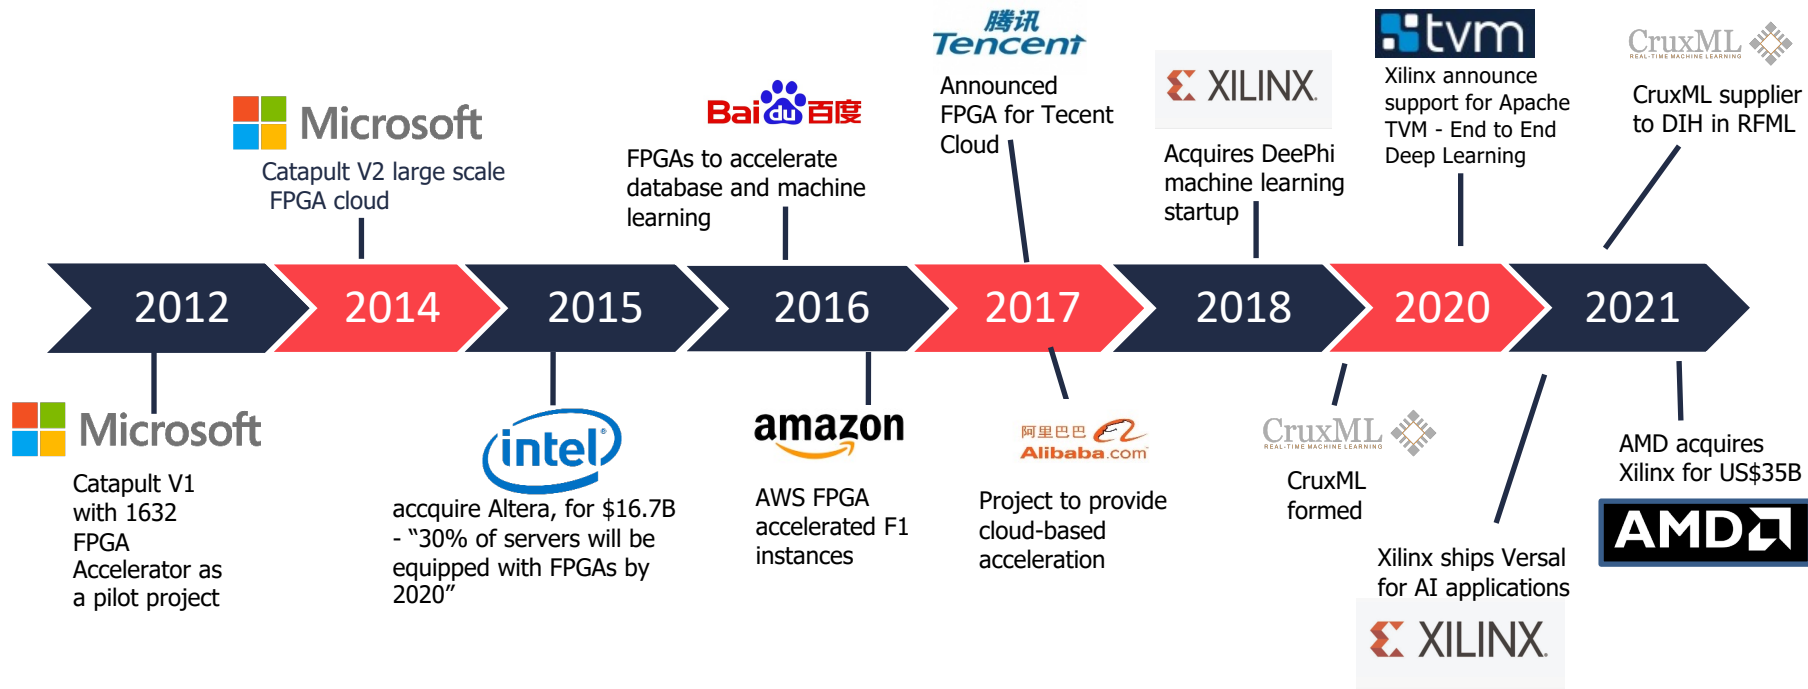 腾讯
Tencent
Announced
FPGA for Tecent
Cloud
XILINX.
Acquires DeePhi
machine learning
startup
tvm
Xilinx announce
support for Apache
TVM - End to End
Deep Learning
CruxML
REAL-TIME MACHINE LEARNING
CruxML supplier
to DIH in RFML
Microsoft
Catapult V2 large scale
FPGA cloud
Bai du 百度
FPGAs to accelerate
database and machine
learning
2012
2014
2015
2016
2017
2018
2020
2021
Microsoft
Catapult V1
with 1632
FPGA
Accelerator as
a pilot project
intel
accquire Altera, for $16.7B
- “30% of servers will be
equipped with FPGAs by
2020”
amazon
AWS FPGA
accelerated F1
instances
阿里巴巴
Alibaba.com
Project to provide
cloud-based
acceleration
CruxML
REAL-TIME MACHINE LEARNING
CruxML
formed
Xilinx ships Versal
for AI applications
XILINX.
AMD acquires
Xilinx for US$35B
AMD